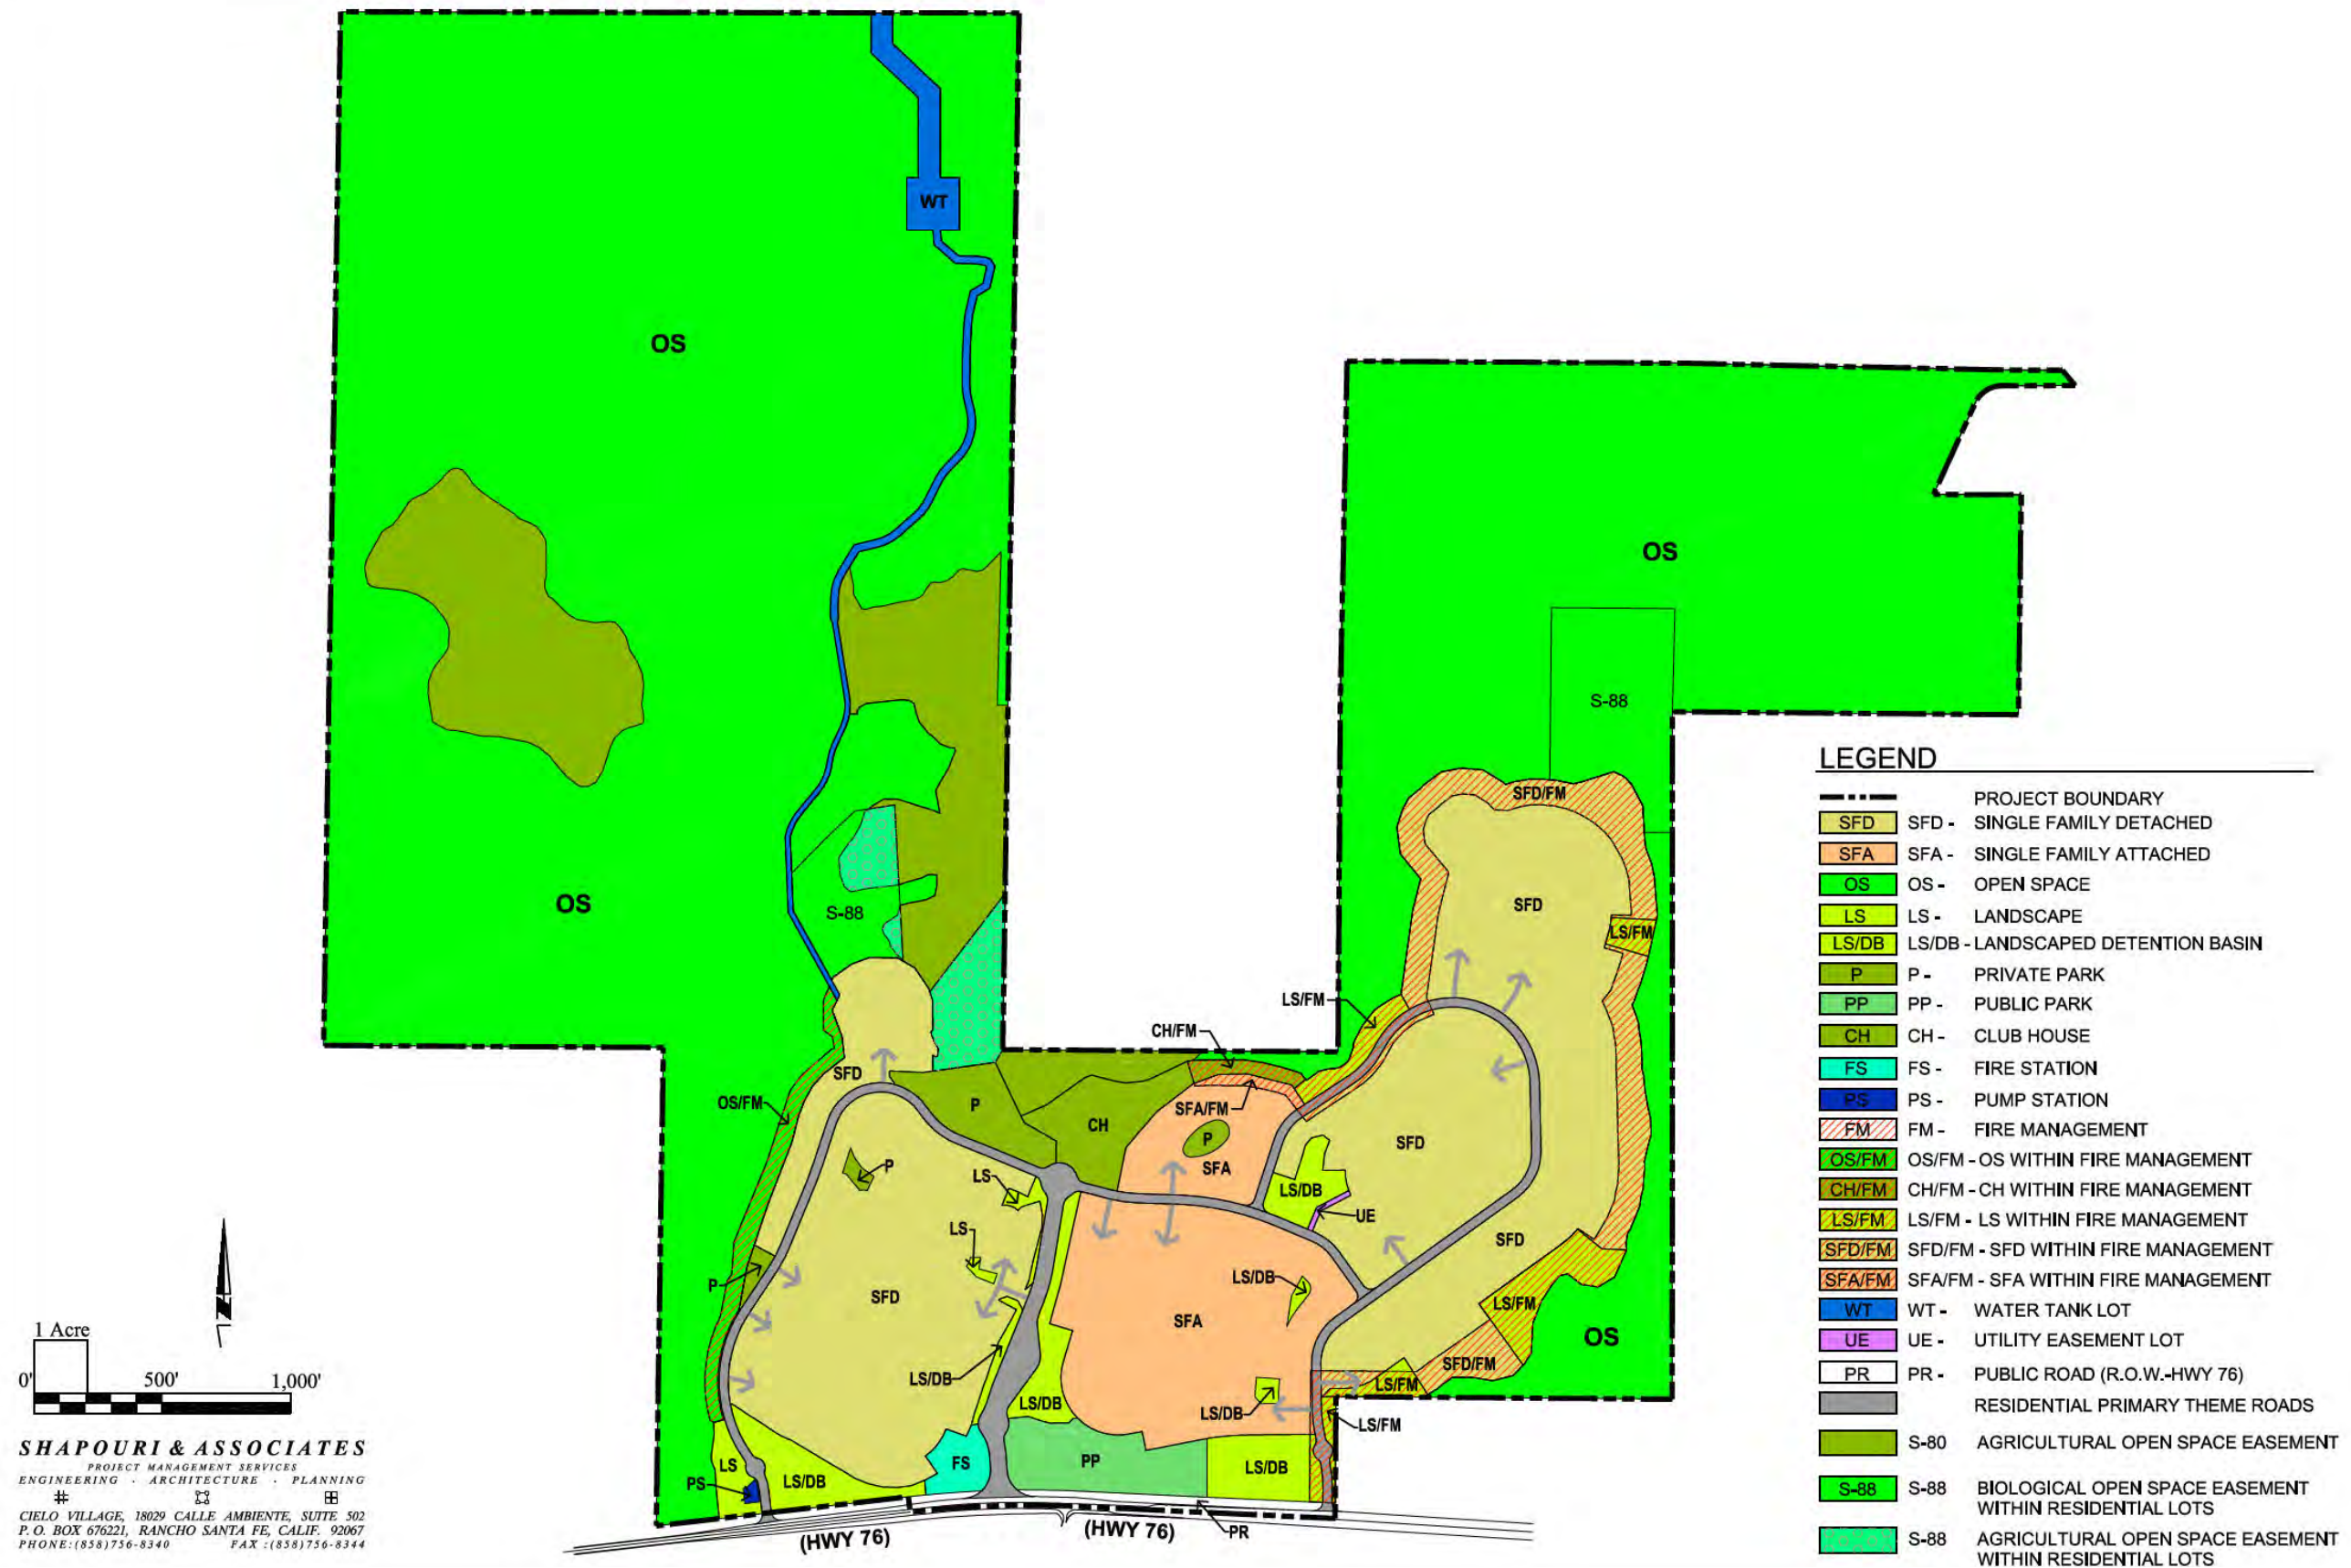 WT
OS
OS
S-88
SFD/FM
SFD
LS/FM
OS
S-88
LS/FM
CH/FM
SFD
OS/FM
P
SFA/FM
CH
P
SFA
SFD
P
LS
LS/DB
UE
LS
SFD
P
SFD
LS/DB
SFA
LS/FM
OS
LS/DB
SFD/FM
LS/FM
LS/DB
LS/DB
LS/FM
LS
PS
LS/DB
FS
PP
LS/DB
PR
(HWY 76)
(HWY 76)
LEGEND
PROJECT BOUNDARY
SFD SFD - SINGLE FAMILY DETACHED
SFA SFA - SINGLE FAMILY ATTACHED
OS OS - OPEN SPACE
LS LS - LANDSCAPE
LS/DB LS/DB - LANDSCAPED DETENTION BASIN
P P - PRIVATE PARK
PP PP - PUBLIC PARK
CH CH - CLUB HOUSE
FS FS - FIRE STATION
PS PS - PUMP STATION
FM FM - FIRE MANAGEMENT
OS/FM OS/FM - OS WITHIN FIRE MANAGEMENT
CH/FM CH/FM - CH WITHIN FIRE MANAGEMENT
LS/FM LS/FM - LS WITHIN FIRE MANAGEMENT
SFD/FM SFD/FM - SFD WITHIN FIRE MANAGEMENT
SFA/FM SFA/FM - SFA WITHIN FIRE MANAGEMENT
WT WT - WATER TANK LOT
UE UE - UTILITY EASEMENT LOT
PR PR - PUBLIC ROAD (R.O.W.-HWY 76)
RESIDENTIAL PRIMARY THEME ROADS
S-80 AGRICULTURAL OPEN SPACE EASEMENT
S-88 S-88 BIOLOGICAL OPEN SPACE EASEMENT
WITHIN RESIDENTIAL LOTS
S-88 AGRICULTURAL OPEN SPACE EASEMENT
WITHIN RESIDENTIAL LOTS
N
1 Acre
0' 500' 1,000'
SHAPOURI & ASSOCIATES
PROJECT MANAGEMENT SERVICES
ENGINEERING · ARCHITECTURE · PLANNING
CIELO VILLAGE, 18029 CALLE AMBIENTE, SUITE 502
P.O. BOX 676221, RANCHO SANTA FE, CALIF. 92067
PHONE:(858)756-8340 FAX :(858)756-8344